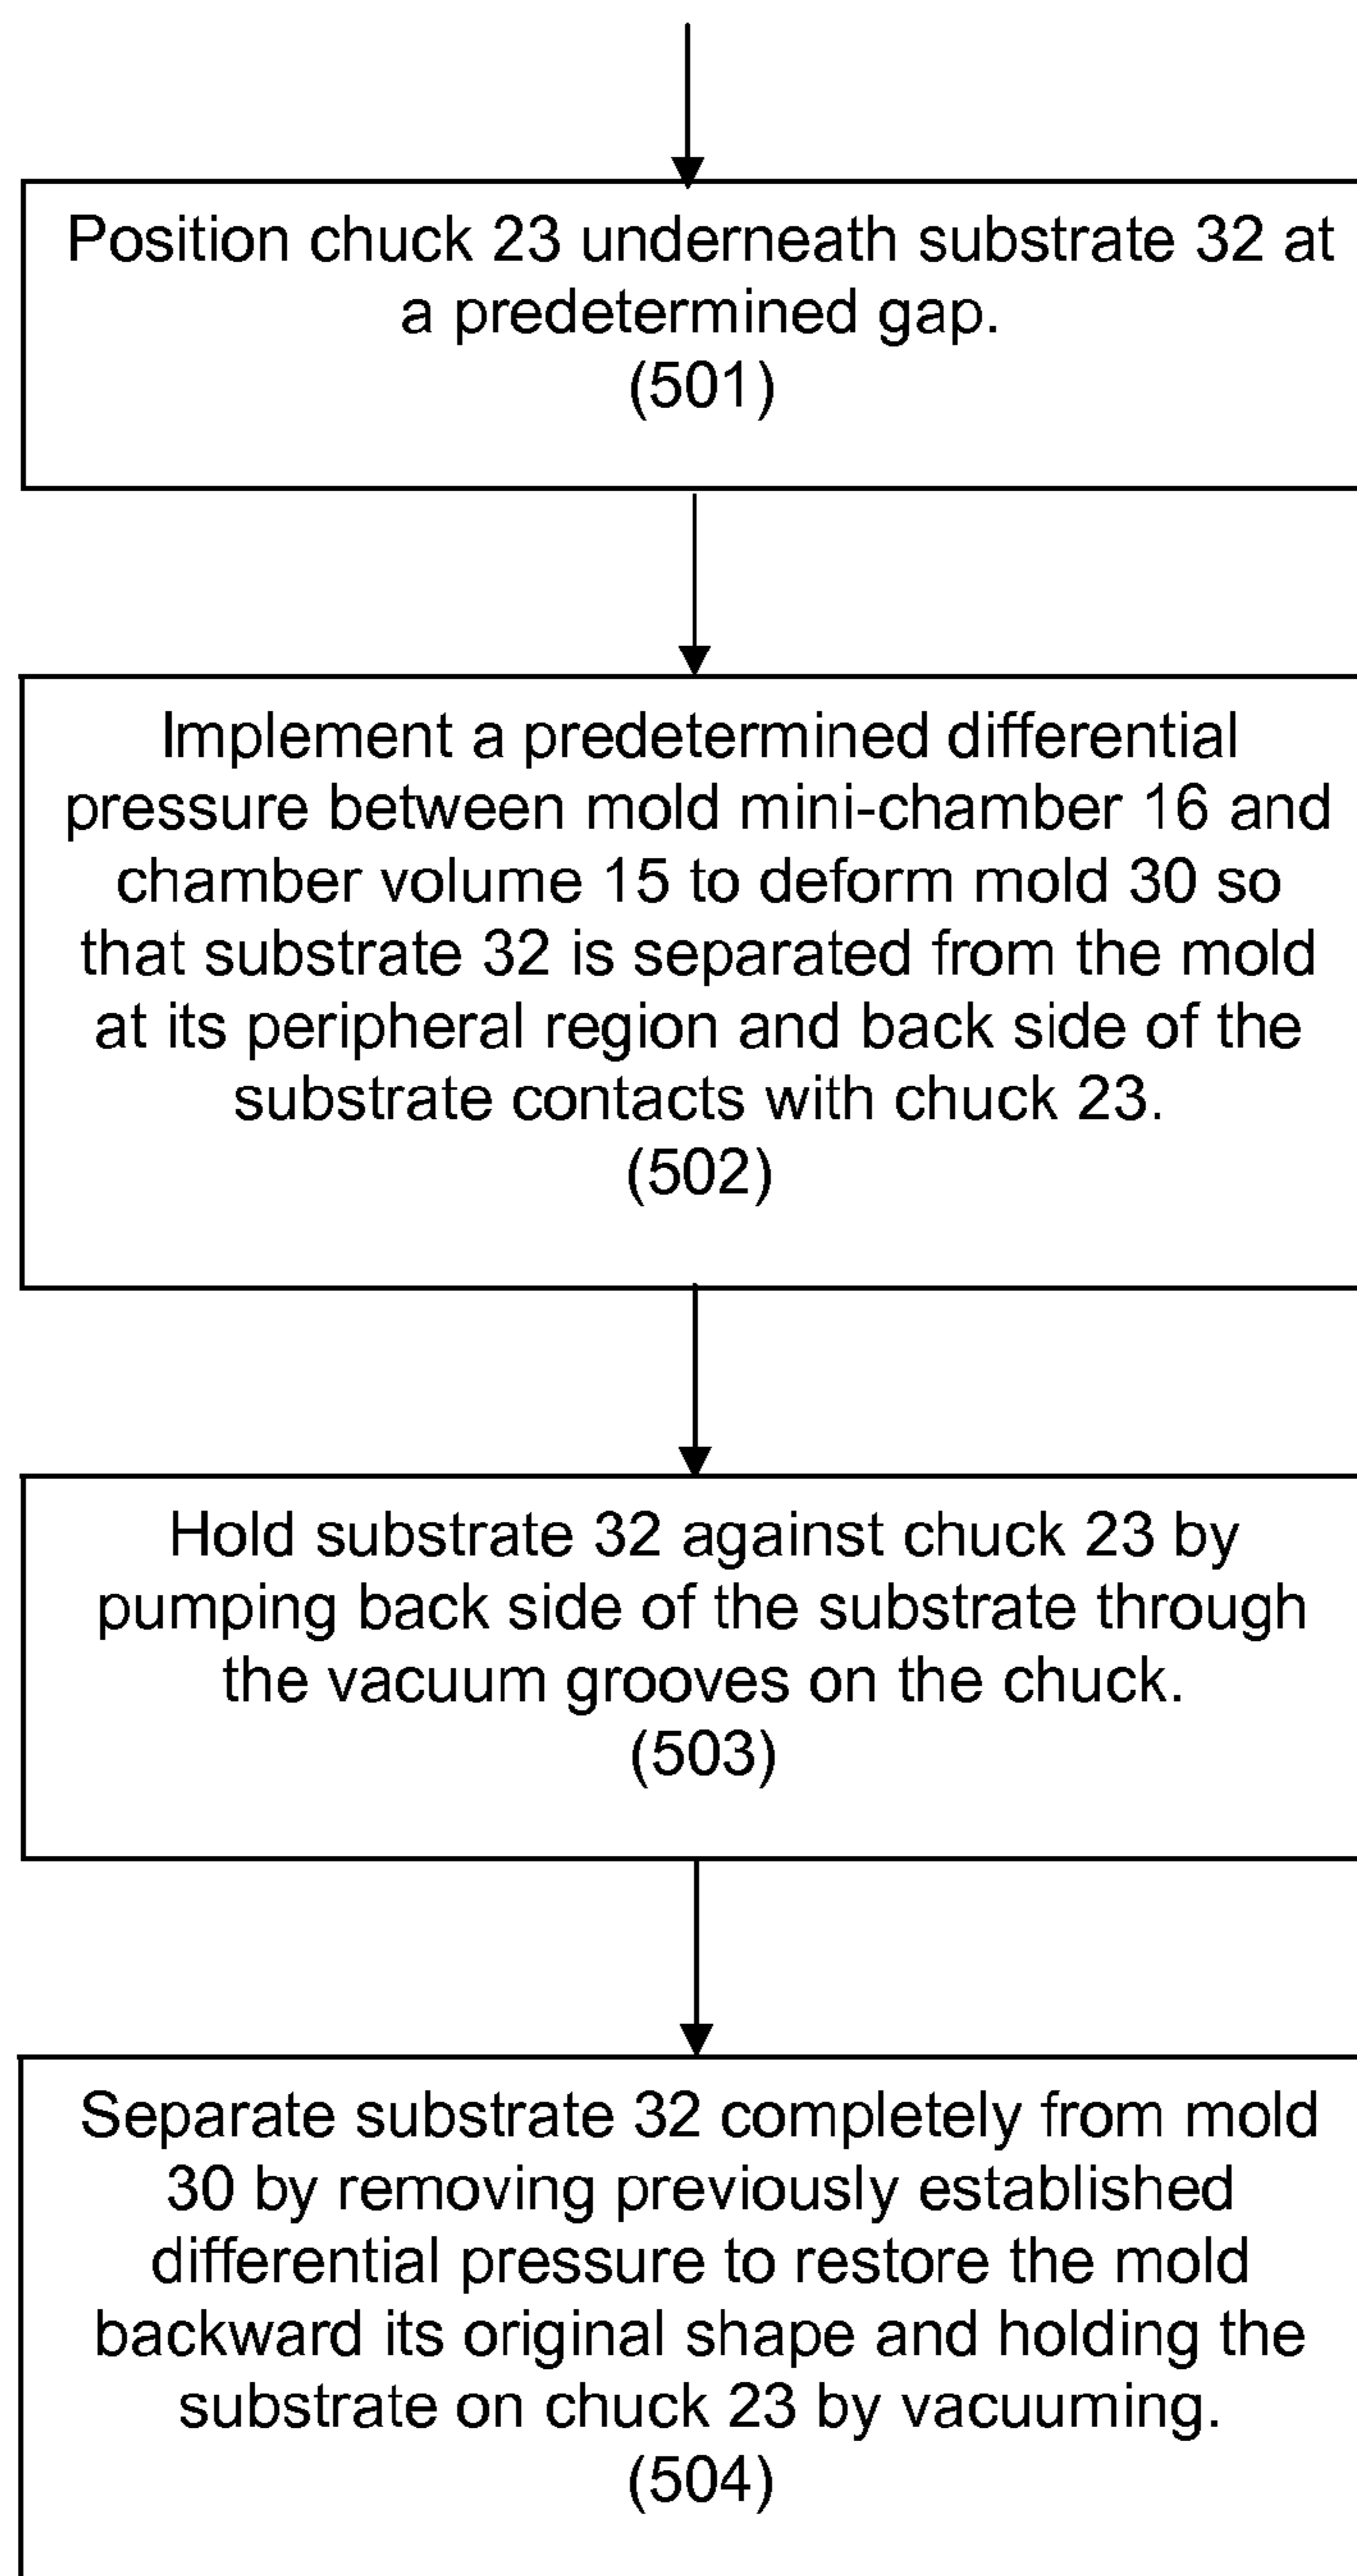 Position chuck 23 underneath substrate 32 at
a predetermined gap.
(501)
Implement a predetermined differential
pressure between mold mini-chamber 16 and
chamber volume 15 to deform mold 30 so
that substrate 32 is separated from the mold
at its peripheral region and back side of the
substrate contacts with chuck 23.
(502)
Hold substrate 32 against chuck 23 by
pumping back side of the substrate through
the vacuum grooves on the chuck.
(503)
Separate substrate 32 completely from mold
30 by removing previously established
differential pressure to restore the mold
backward its original shape and holding the
substrate on chuck 23 by vacuuming.
(504)